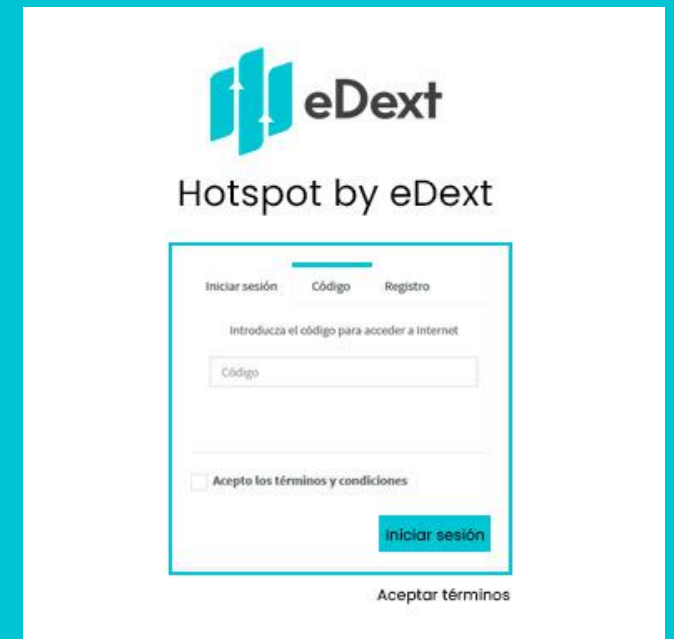 eDext
Hotspot by eDext
Iniciar sesión Código Registro
Introduzca el código para acceder a Internet
Código
Acepto los términos y condiciones
Iniciar sesión
Aceptar términos